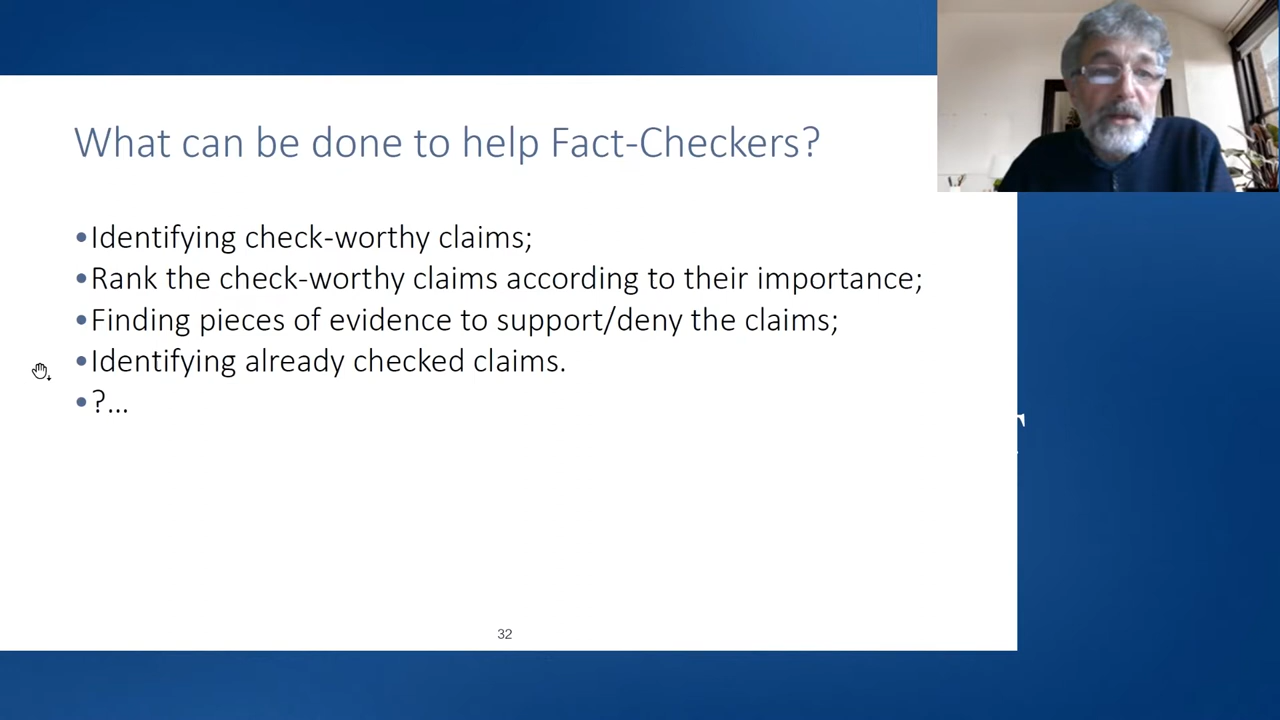 What can be done to help Fact-Checkers?
•Identifying check-worthy claims;
•Rank the check-worthy claims according to their importance;
•Finding pieces of evidence to support/deny the claims;
•Identifying already checked claims.
•?...
32